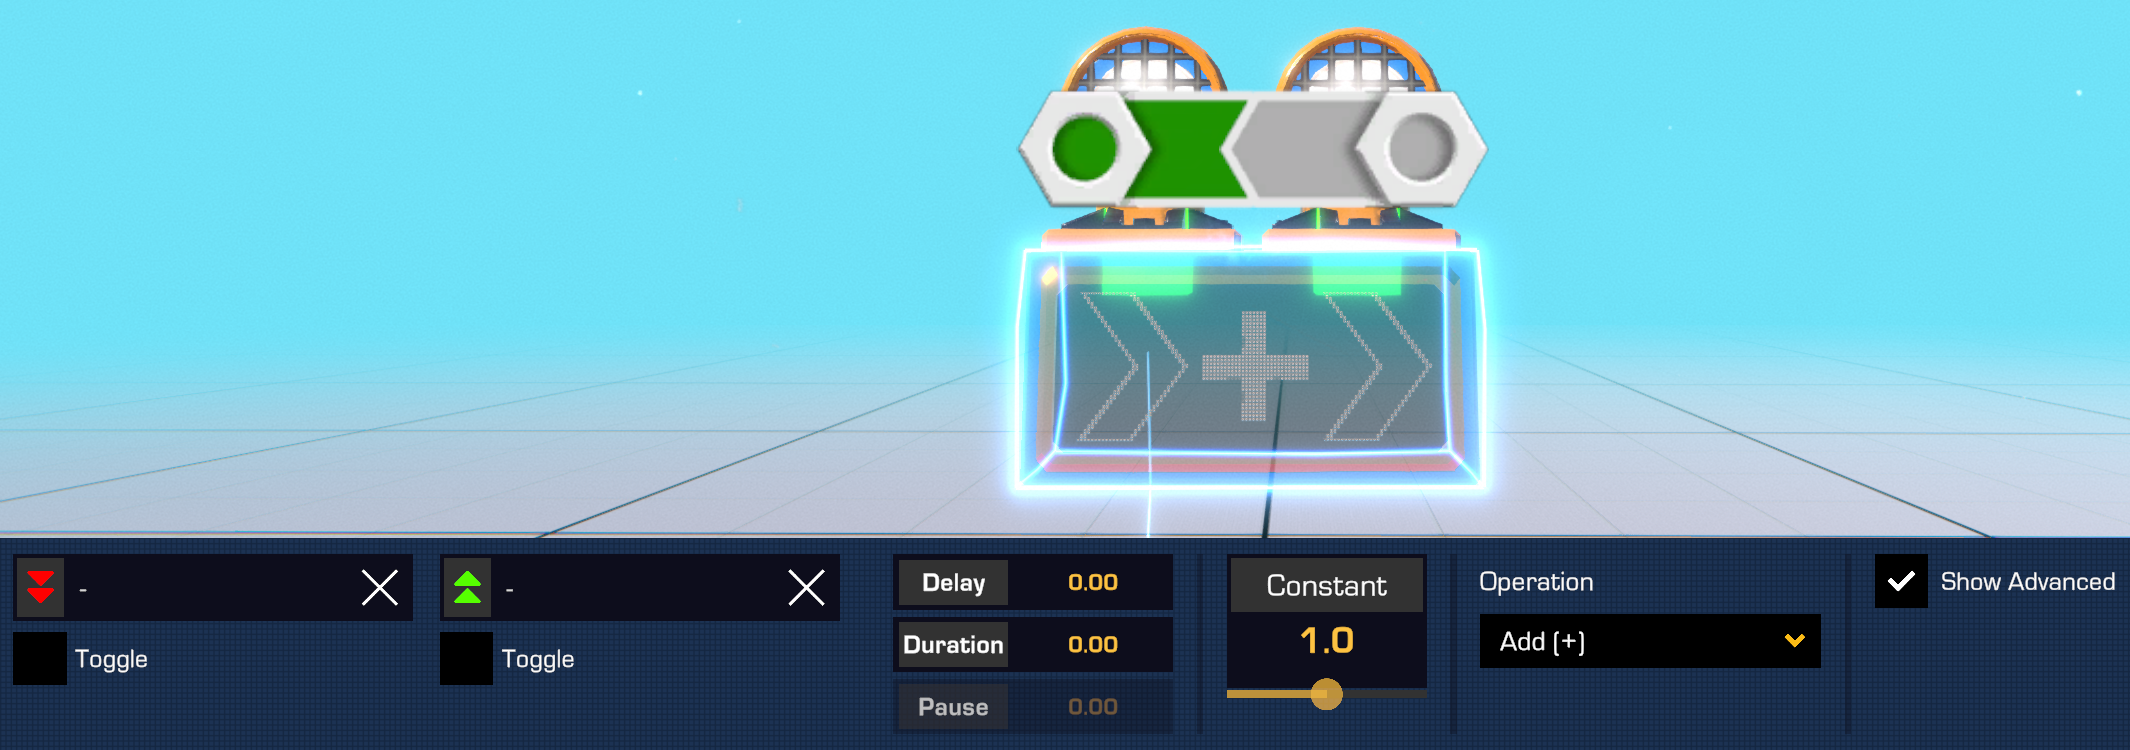 -
Toggle
-
Toggle
Delay 0.00
Duration 0.00
Pause 0.00
Constant
1.0
Operation
Add (+)
Show Advanced